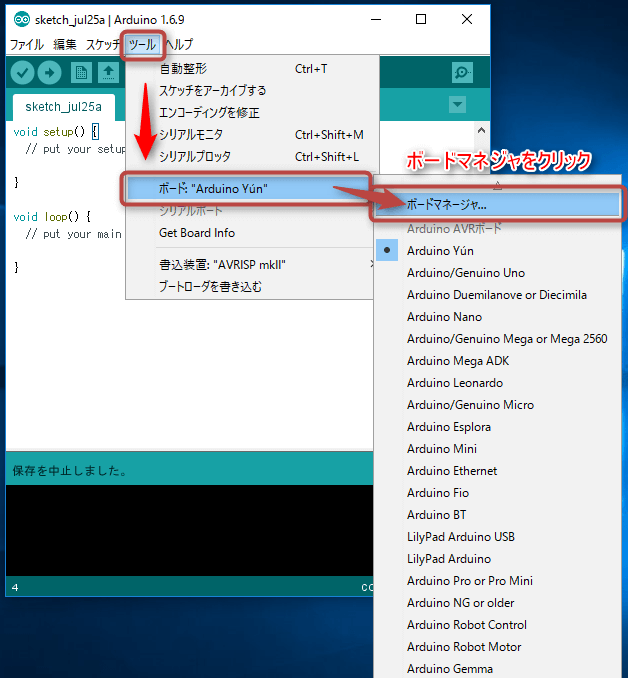 sketch_jul25a | Arduino 1.6.9
ファイル 編集 スケッチ ツール ヘルプ
sketch_jul25a
void setup() {
// put your setup
}
void loop() {
// put your main
}
自動整形 Ctrl+T
スケッチをアーカイブする
エンコーディングを修正
シリアルモニタ Ctrl+Shift+M
シリアルプロッタ Ctrl+Shift+L
ボード: "Arduino Yún"
シリアルポート
Get Board Info
書込装置: "AVRISP mkII"
ブートローダを書き込む
ボードマネジャをクリック
ボードマネージャ...
Arduino AVRボード
Arduino Yún
Arduino/Genuino Uno
Arduino Duemilanove or Diecimila
Arduino Nano
Arduino/Genuino Mega or Mega 2560
Arduino Mega ADK
Arduino Leonardo
Arduino/Genuino Micro
Arduino Esplora
Arduino Mini
Arduino Ethernet
Arduino Fio
Arduino BT
LilyPad Arduino USB
LilyPad Arduino
Arduino Pro or Pro Mini
Arduino NG or older
Arduino Robot Control
Arduino Robot Motor
Arduino Gemma
保存を中止しました。
4 CO